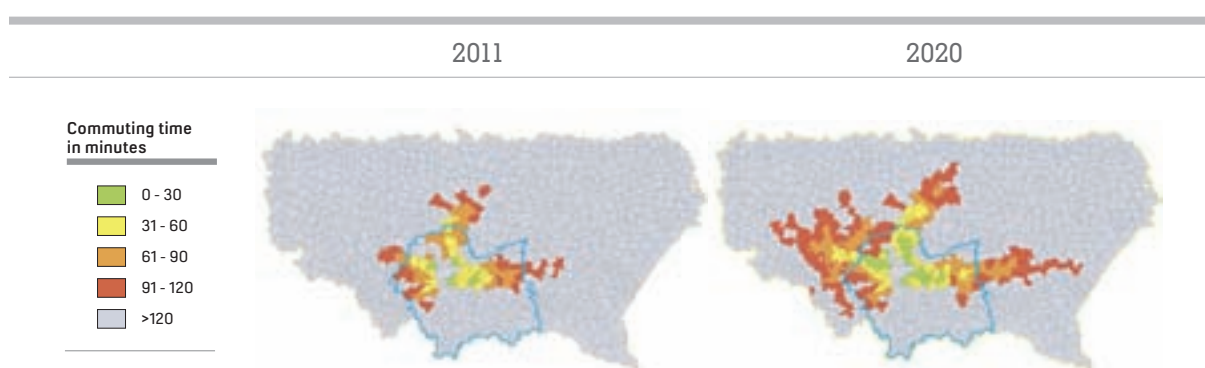 2011 2020
Commuting time
in minutes
0 - 30
31 - 60
61 - 90
91 - 120
>120